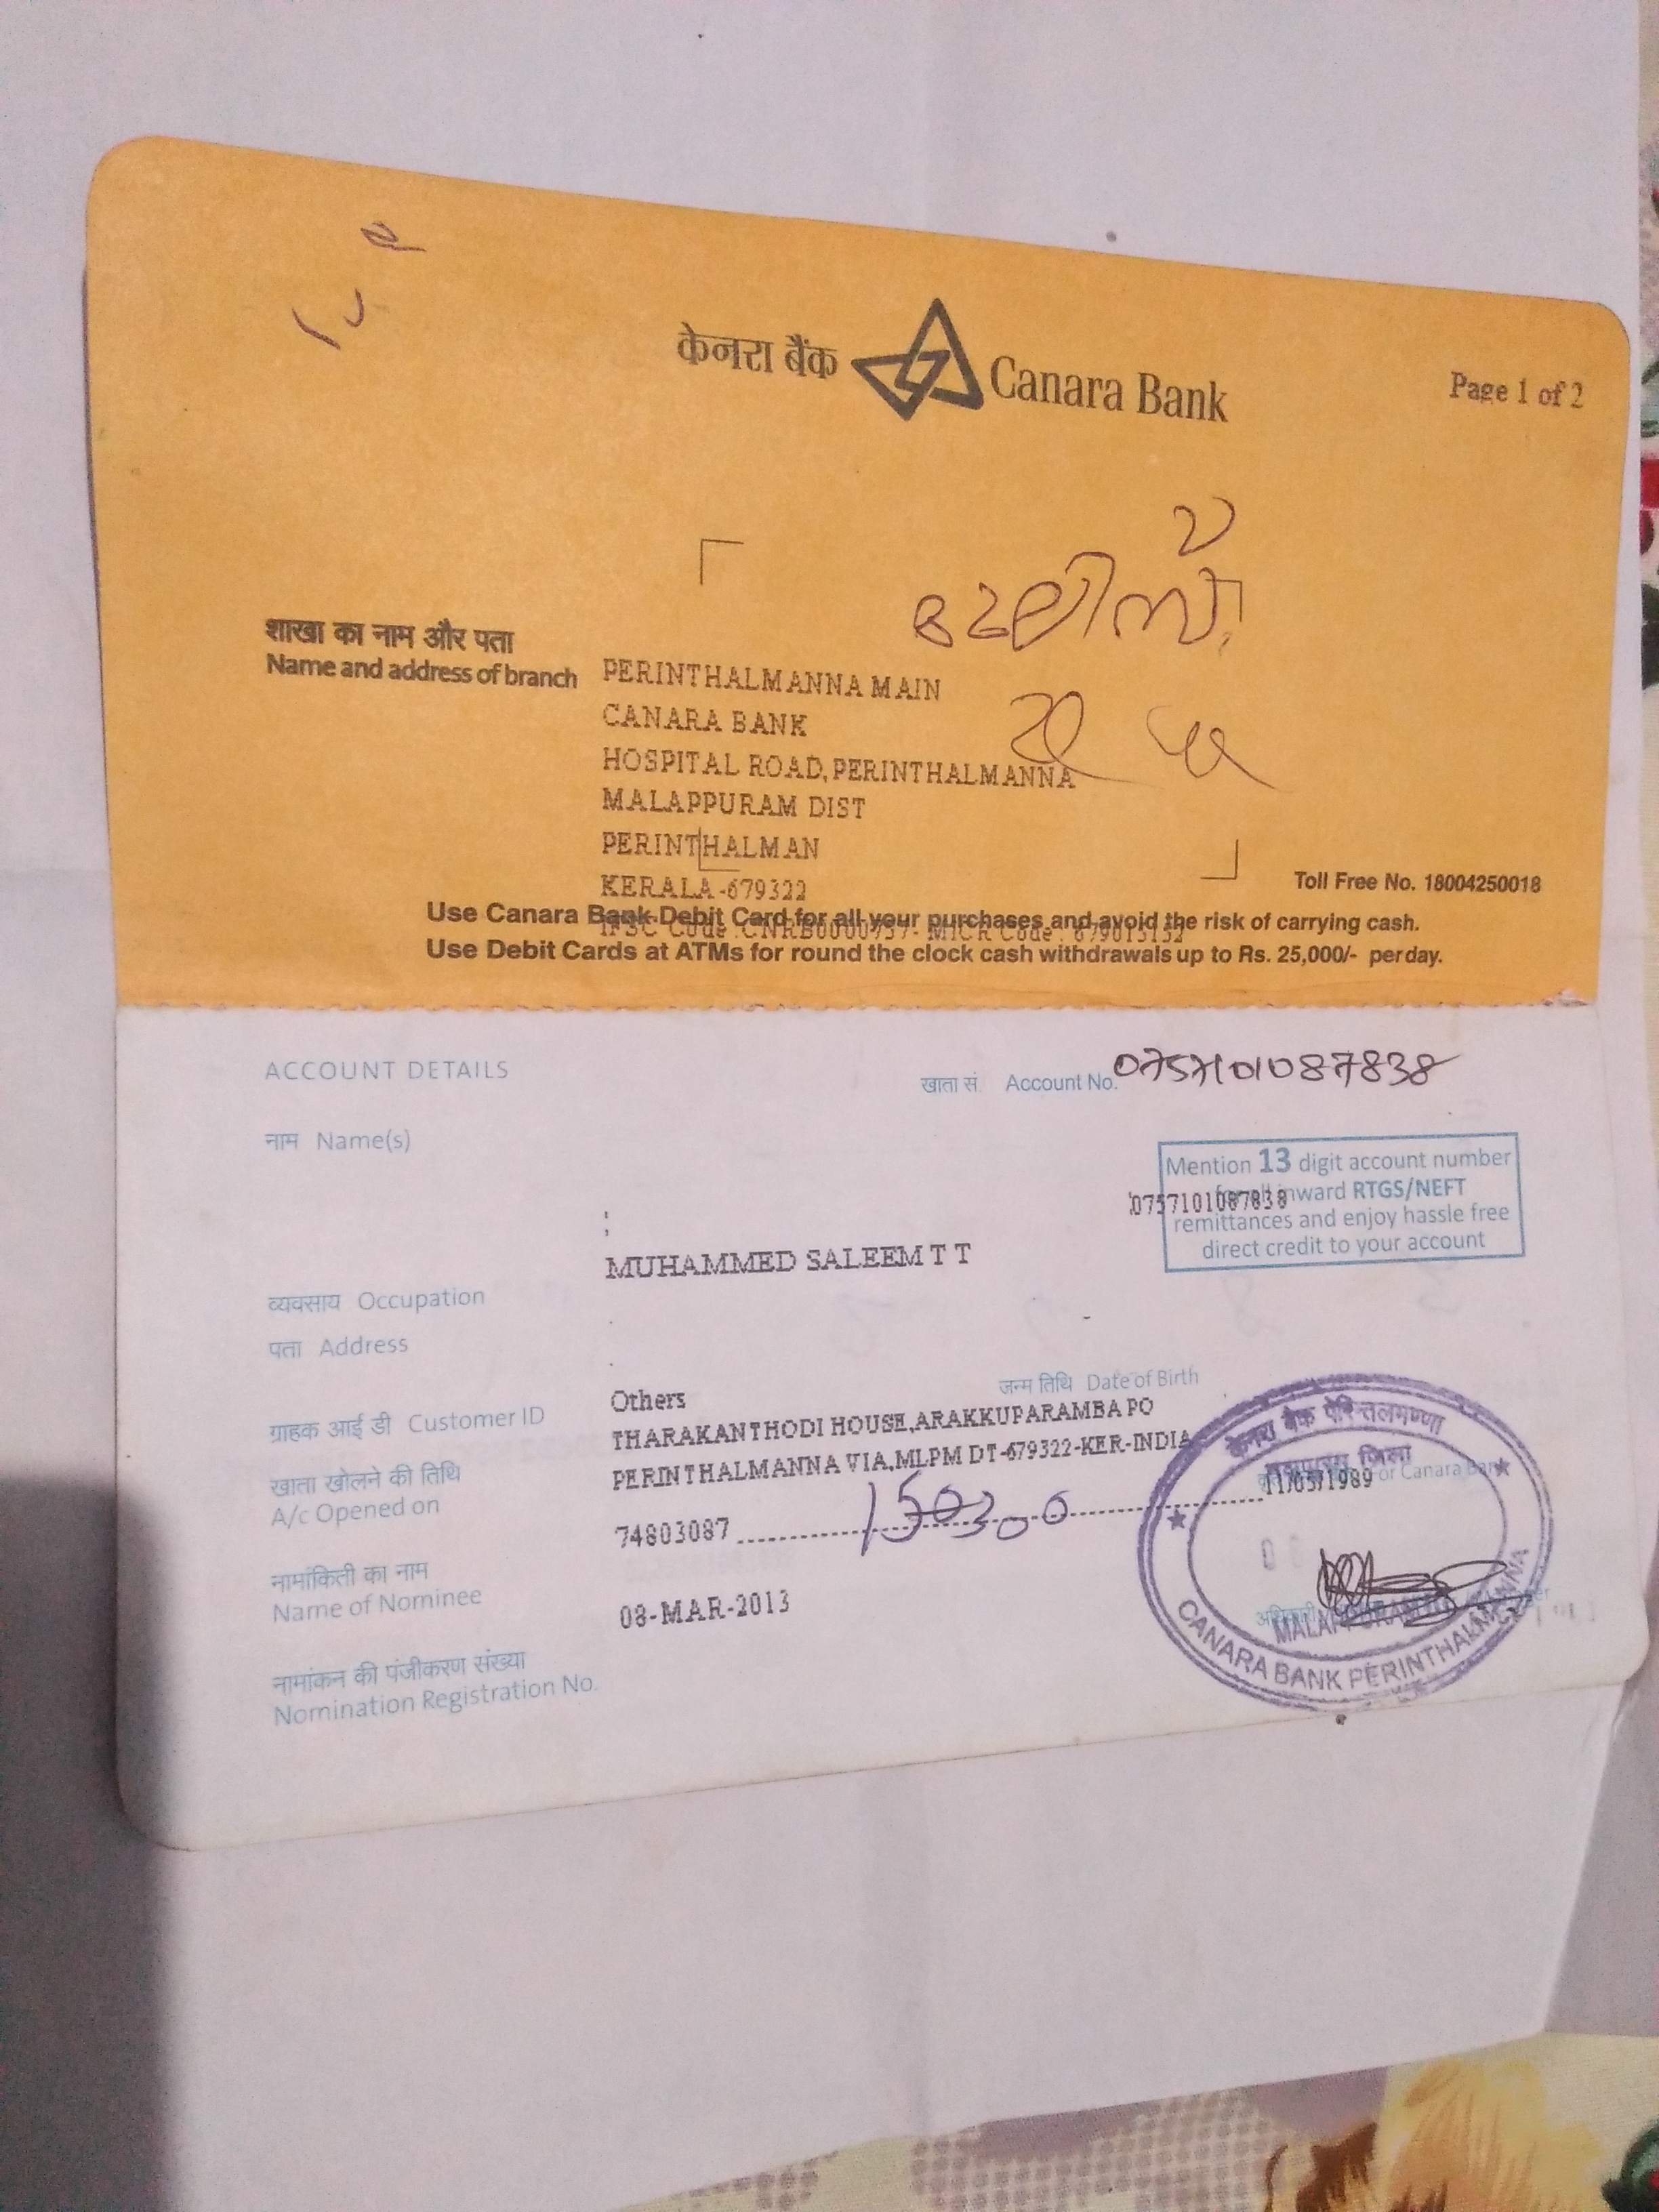 केनरा बैंक Canara Bank
Page 1 of 2
शाखा का नाम और पता
Name and address of branch
PERINTHALMANNA MAIN
CANARA BANK
HOSPITAL ROAD,PERINTHALMANNA
MALAPPURAM DIST
PERINTHALMAN
KERALA-679322
Toll Free No. 18004250018
Use Canara Bank Debit Card for all your purchases and avoid the risk of carrying cash.
IFSC Code :CNRB0000757- MICR Code :
Use Debit Cards at ATMs for round the clock cash withdrawals up to Rs. 25,000/- per day.
ACCOUNT DETAILS
खाता सं. Account No. 0757101087838
नाम Name(s)
Mention 13 digit account number
for all inward RTGS/NEFT
0757101087838
remittances and enjoy hassle free
direct credit to your account
:
MUHAMMED SALEEM T T
व्यवसाय Occupation
पता Address
जन्म तिथि Date of Birth
Others
ग्राहक आई डी Customer ID
THARAKANTHODI HOUSE,ARAKKUPARAMBA PO
PERINTHALMANNA VIA,MLPM DT-679322-KER-INDIA
खाता खोलने की तिथि
A/c Opened on
11/05/1989
For Canara Bank
74803087
150300
नामांकिती का नाम
Name of Nominee
08-MAR-2013
नामांकन की पंजीकरण संख्या
Nomination Registration No.
केनरा बैंक पेरिन्तलमण्णा
जिला
CANARA BANK PERINTHALMANNA